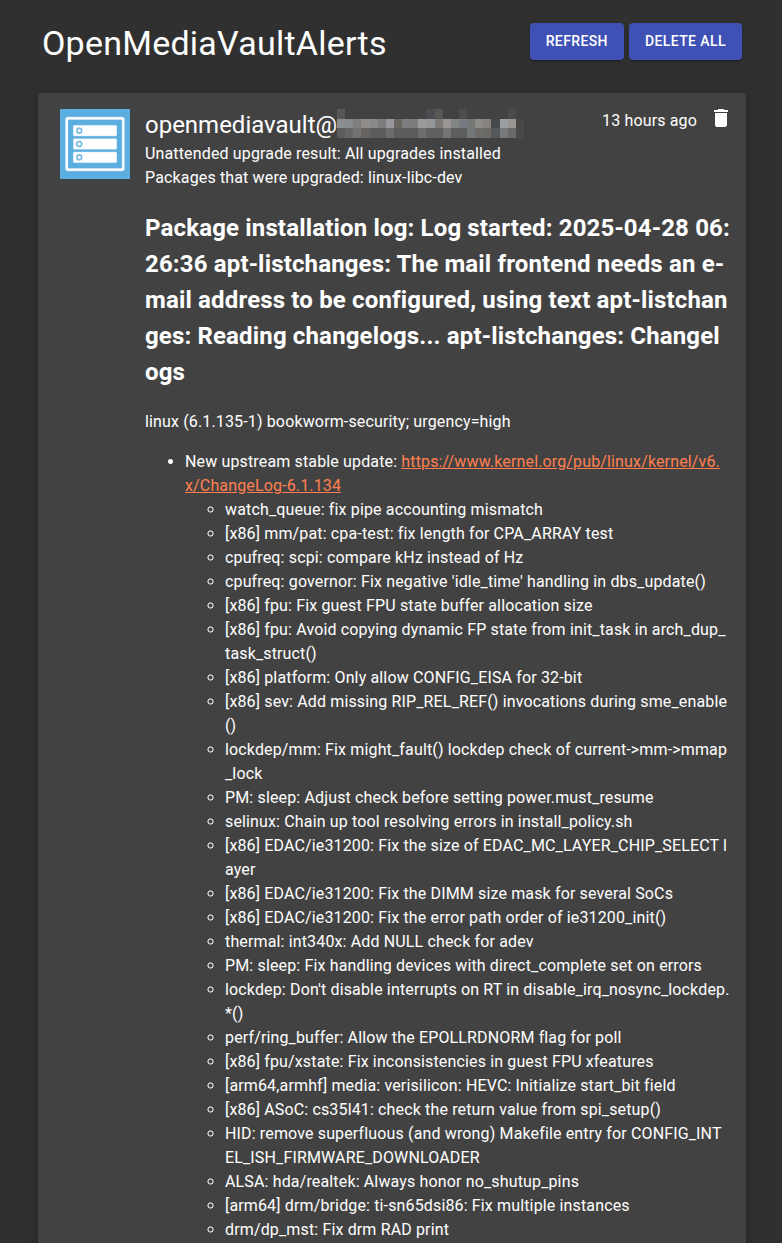 OpenMediaVaultAlerts
REFRESH
DELETE ALL
openmediavault@
13 hours ago
Unattended upgrade result: All upgrades installed
Packages that were upgraded: linux-libc-dev
Package installation log: Log started: 2025-04-28 06:
26:36 apt-listchanges: The mail frontend needs an e-
mail address to be configured, using text apt-listchan
ges: Reading changelogs... apt-listchanges: Changel
ogs
linux (6.1.135-1) bookworm-security; urgency=high
• New upstream stable update: https://www.kernel.org/pub/linux/kernel/v6.
x/ChangeLog-6.1.134
◦ watch_queue: fix pipe accounting mismatch
◦ [x86] mm/pat: cpa-test: fix length for CPA_ARRAY test
◦ cpufreq: scpi: compare kHz instead of Hz
◦ cpufreq: governor: Fix negative 'idle_time' handling in dbs_update()
◦ [x86] fpu: Fix guest FPU state buffer allocation size
◦ [x86] fpu: Avoid copying dynamic FP state from init_task in arch_dup_
task_struct()
◦ [x86] platform: Only allow CONFIG_EISA for 32-bit
◦ [x86] sev: Add missing RIP_REL_REF() invocations during sme_enable
()
◦ lockdep/mm: Fix might_fault() lockdep check of current->mm->mmap
_lock
◦ PM: sleep: Adjust check before setting power.must_resume
◦ selinux: Chain up tool resolving errors in install_policy.sh
◦ [x86] EDAC/ie31200: Fix the size of EDAC_MC_LAYER_CHIP_SELECT l
ayer
◦ [x86] EDAC/ie31200: Fix the DIMM size mask for several SoCs
◦ [x86] EDAC/ie31200: Fix the error path order of ie31200_init()
◦ thermal: int340x: Add NULL check for adev
◦ PM: sleep: Fix handling devices with direct_complete set on errors
◦ lockdep: Don't disable interrupts on RT in disable_irq_nosync_lockdep.
*()
◦ perf/ring_buffer: Allow the EPOLLRDNORM flag for poll
◦ [x86] fpu/xstate: Fix inconsistencies in guest FPU xfeatures
◦ [arm64,armhf] media: verisilicon: HEVC: Initialize start_bit field
◦ [x86] ASoC: cs35l41: check the return value from spi_setup()
◦ HID: remove superfluous (and wrong) Makefile entry for CONFIG_INT
EL_ISH_FIRMWARE_DOWNLOADER
◦ ALSA: hda/realtek: Always honor no_shutup_pins
◦ [arm64] drm/bridge: ti-sn65dsi86: Fix multiple instances
◦ drm/dp_mst: Fix drm RAD print